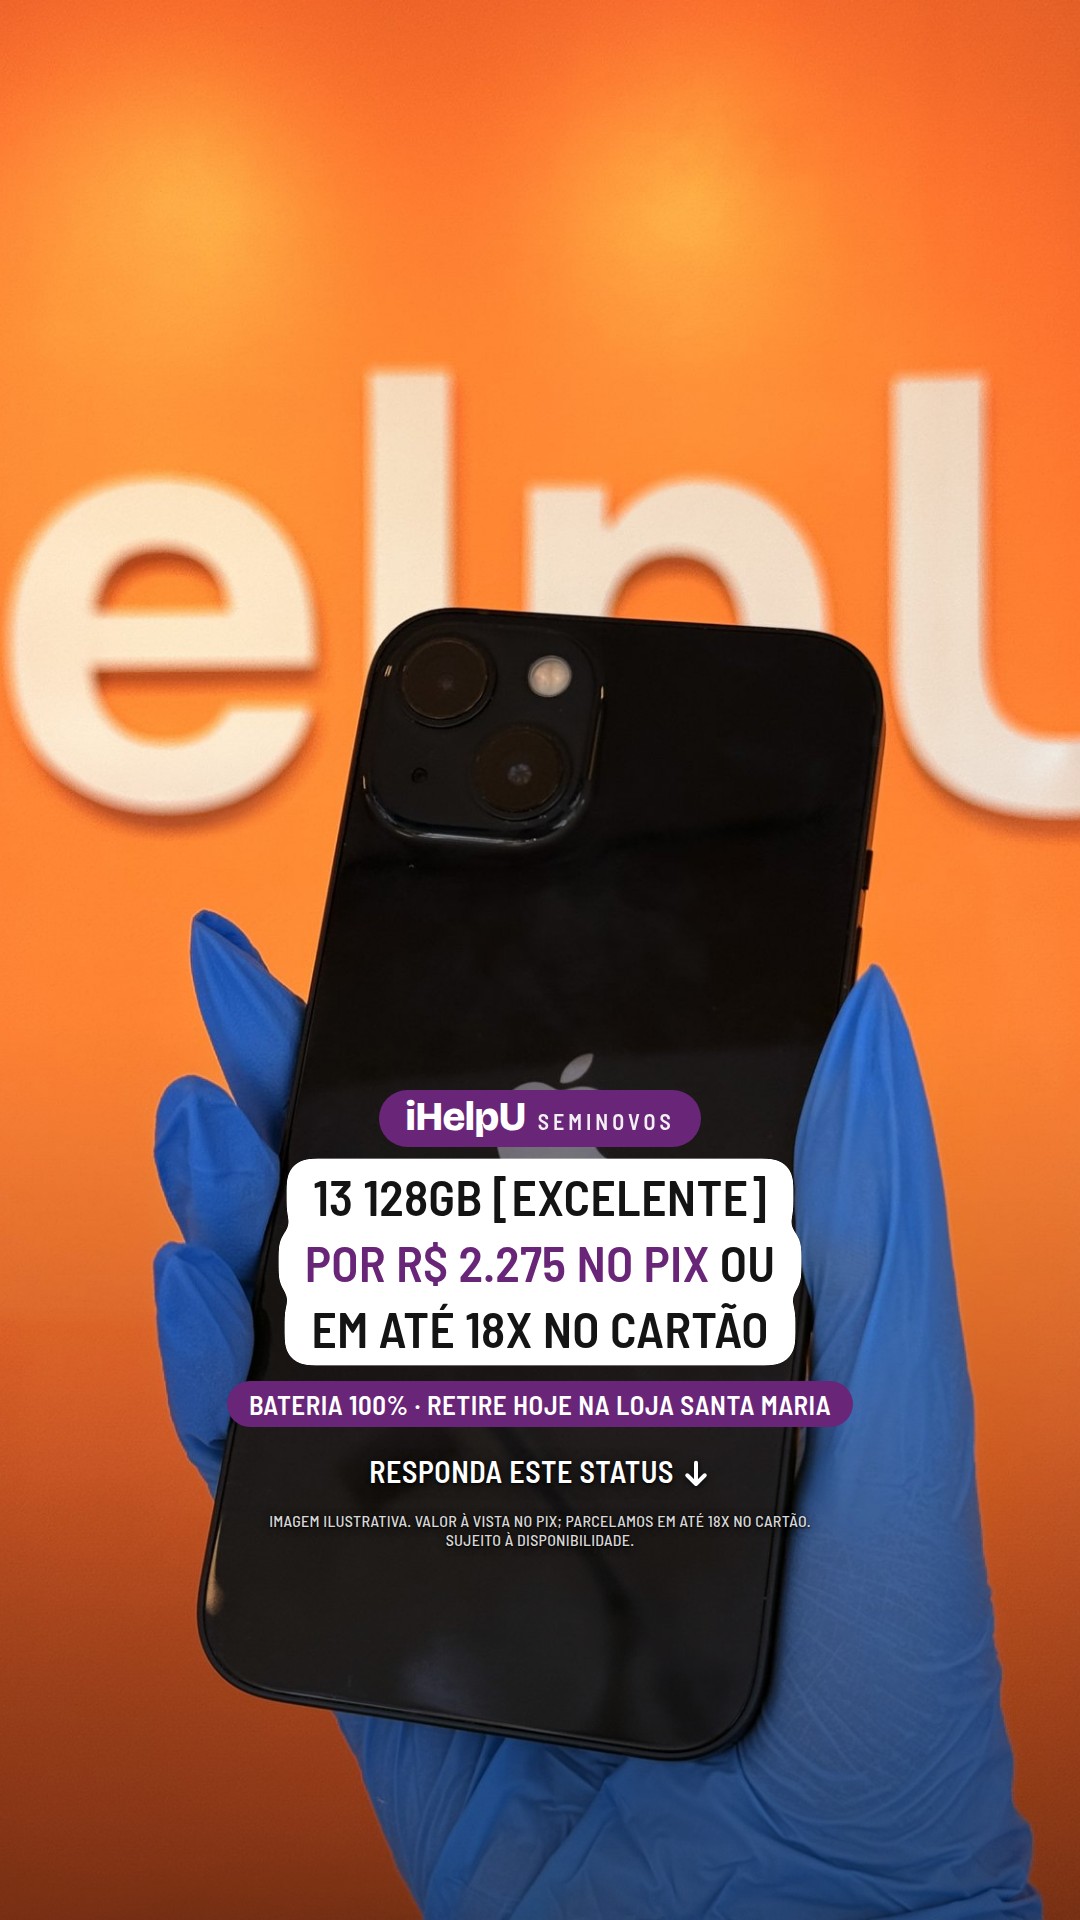 elpU
iHelpU SEMINOVOS
13 128GB [EXCELENTE]
POR R$ 2.275 NO PIX OU
EM ATÉ 18X NO CARTÃO
BATERIA 100% · RETIRE HOJE NA LOJA SANTA MARIA
RESPONDA ESTE STATUS ↓
IMAGEM ILUSTRATIVA. VALOR À VISTA NO PIX; PARCELAMOS EM ATÉ 18X NO CARTÃO.
SUJEITO À DISPONIBILIDADE.